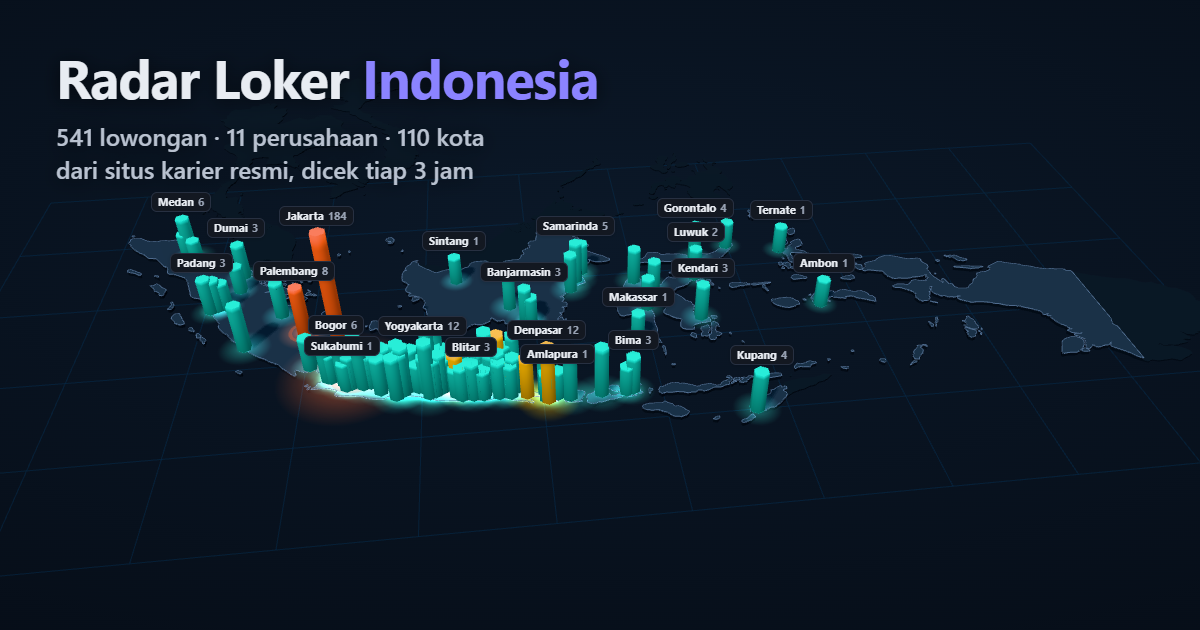 Radar Loker Indonesia
541 lowongan · 11 perusahaan · 110 kota
dari situs karier resmi, dicek tiap 3 jam
Medan 6
Jakarta 184
Dumai 3
Gorontalo 4
Ternate 1
Samarinda 5
Luwuk 2
Sintang 1
Padang 3
Palembang 8
Banjarmasin 3
Kendari 3
Ambon 1
Makassar 1
Bogor 6
Yogyakarta 12
Denpasar 12
Sukabumi 1
Blitar 3
Bima 3
Amlapura 1
Kupang 4